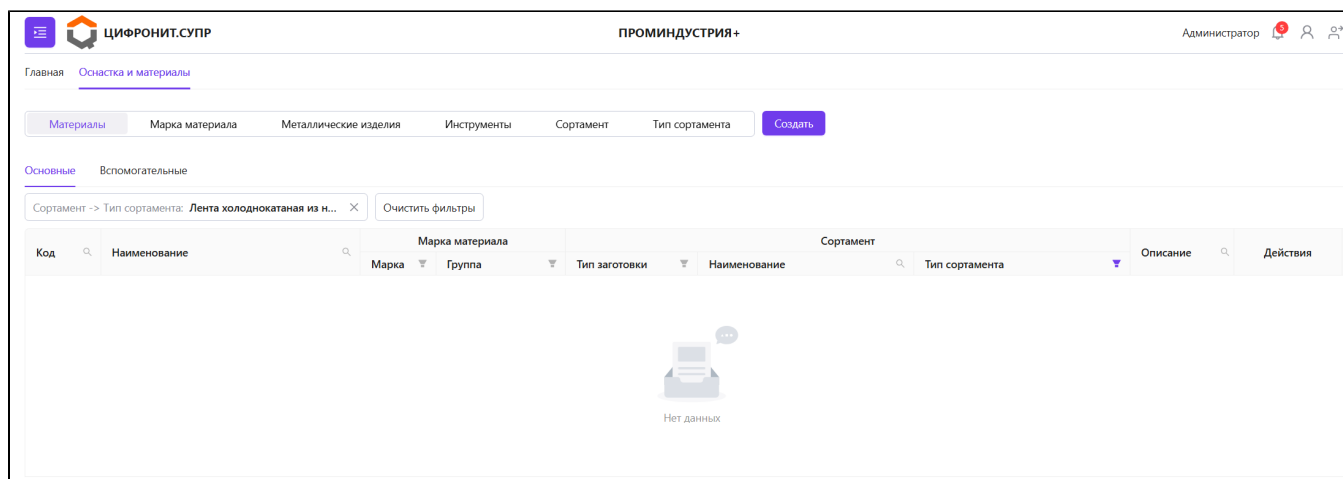 ЦИФРОНИТ.СУПР ПРОМИНДУСТРИЯ+ Администратор 5
Главная Оснастка и материалы
Материалы Марка материала Металлические изделия Инструменты Сортамент Тип сортамента Создать
Основные Вспомогательные
Сортамент -> Тип сортамента: Лента холоднокатаная из н... Очистить фильтры
Марка материала Сортамент
Код Наименование Описание Действия
Марка Группа Тип заготовки Наименование Тип сортамента
Нет данных